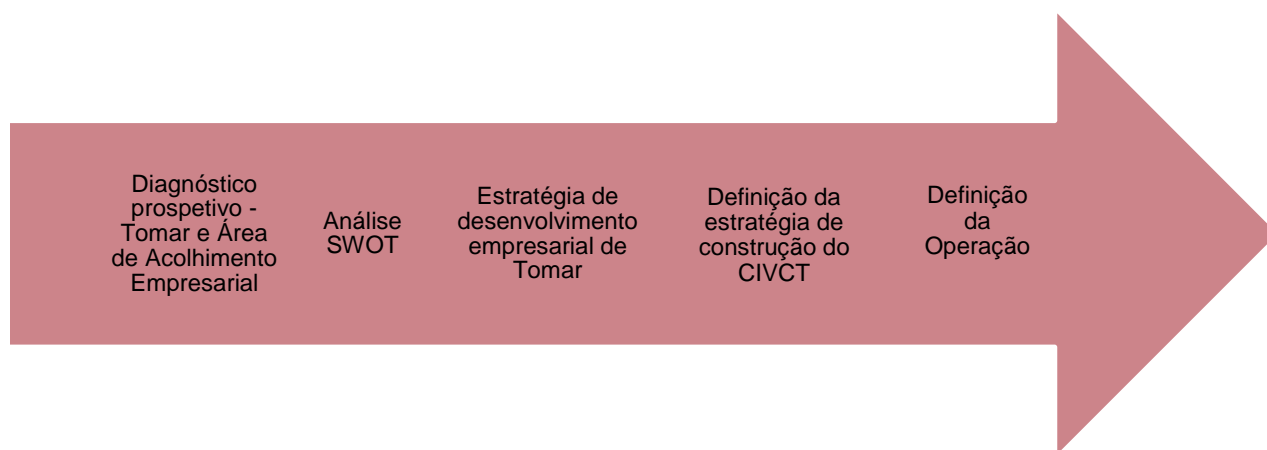 Diagnóstico
prospetivo -
Tomar e Área
de Acolhimento
Empresarial
Análise
SWOT
Estratégia de
desenvolvimento
empresarial de
Tomar
Definição da
estratégia de
construção do
CIVCT
Definição
da
Operação